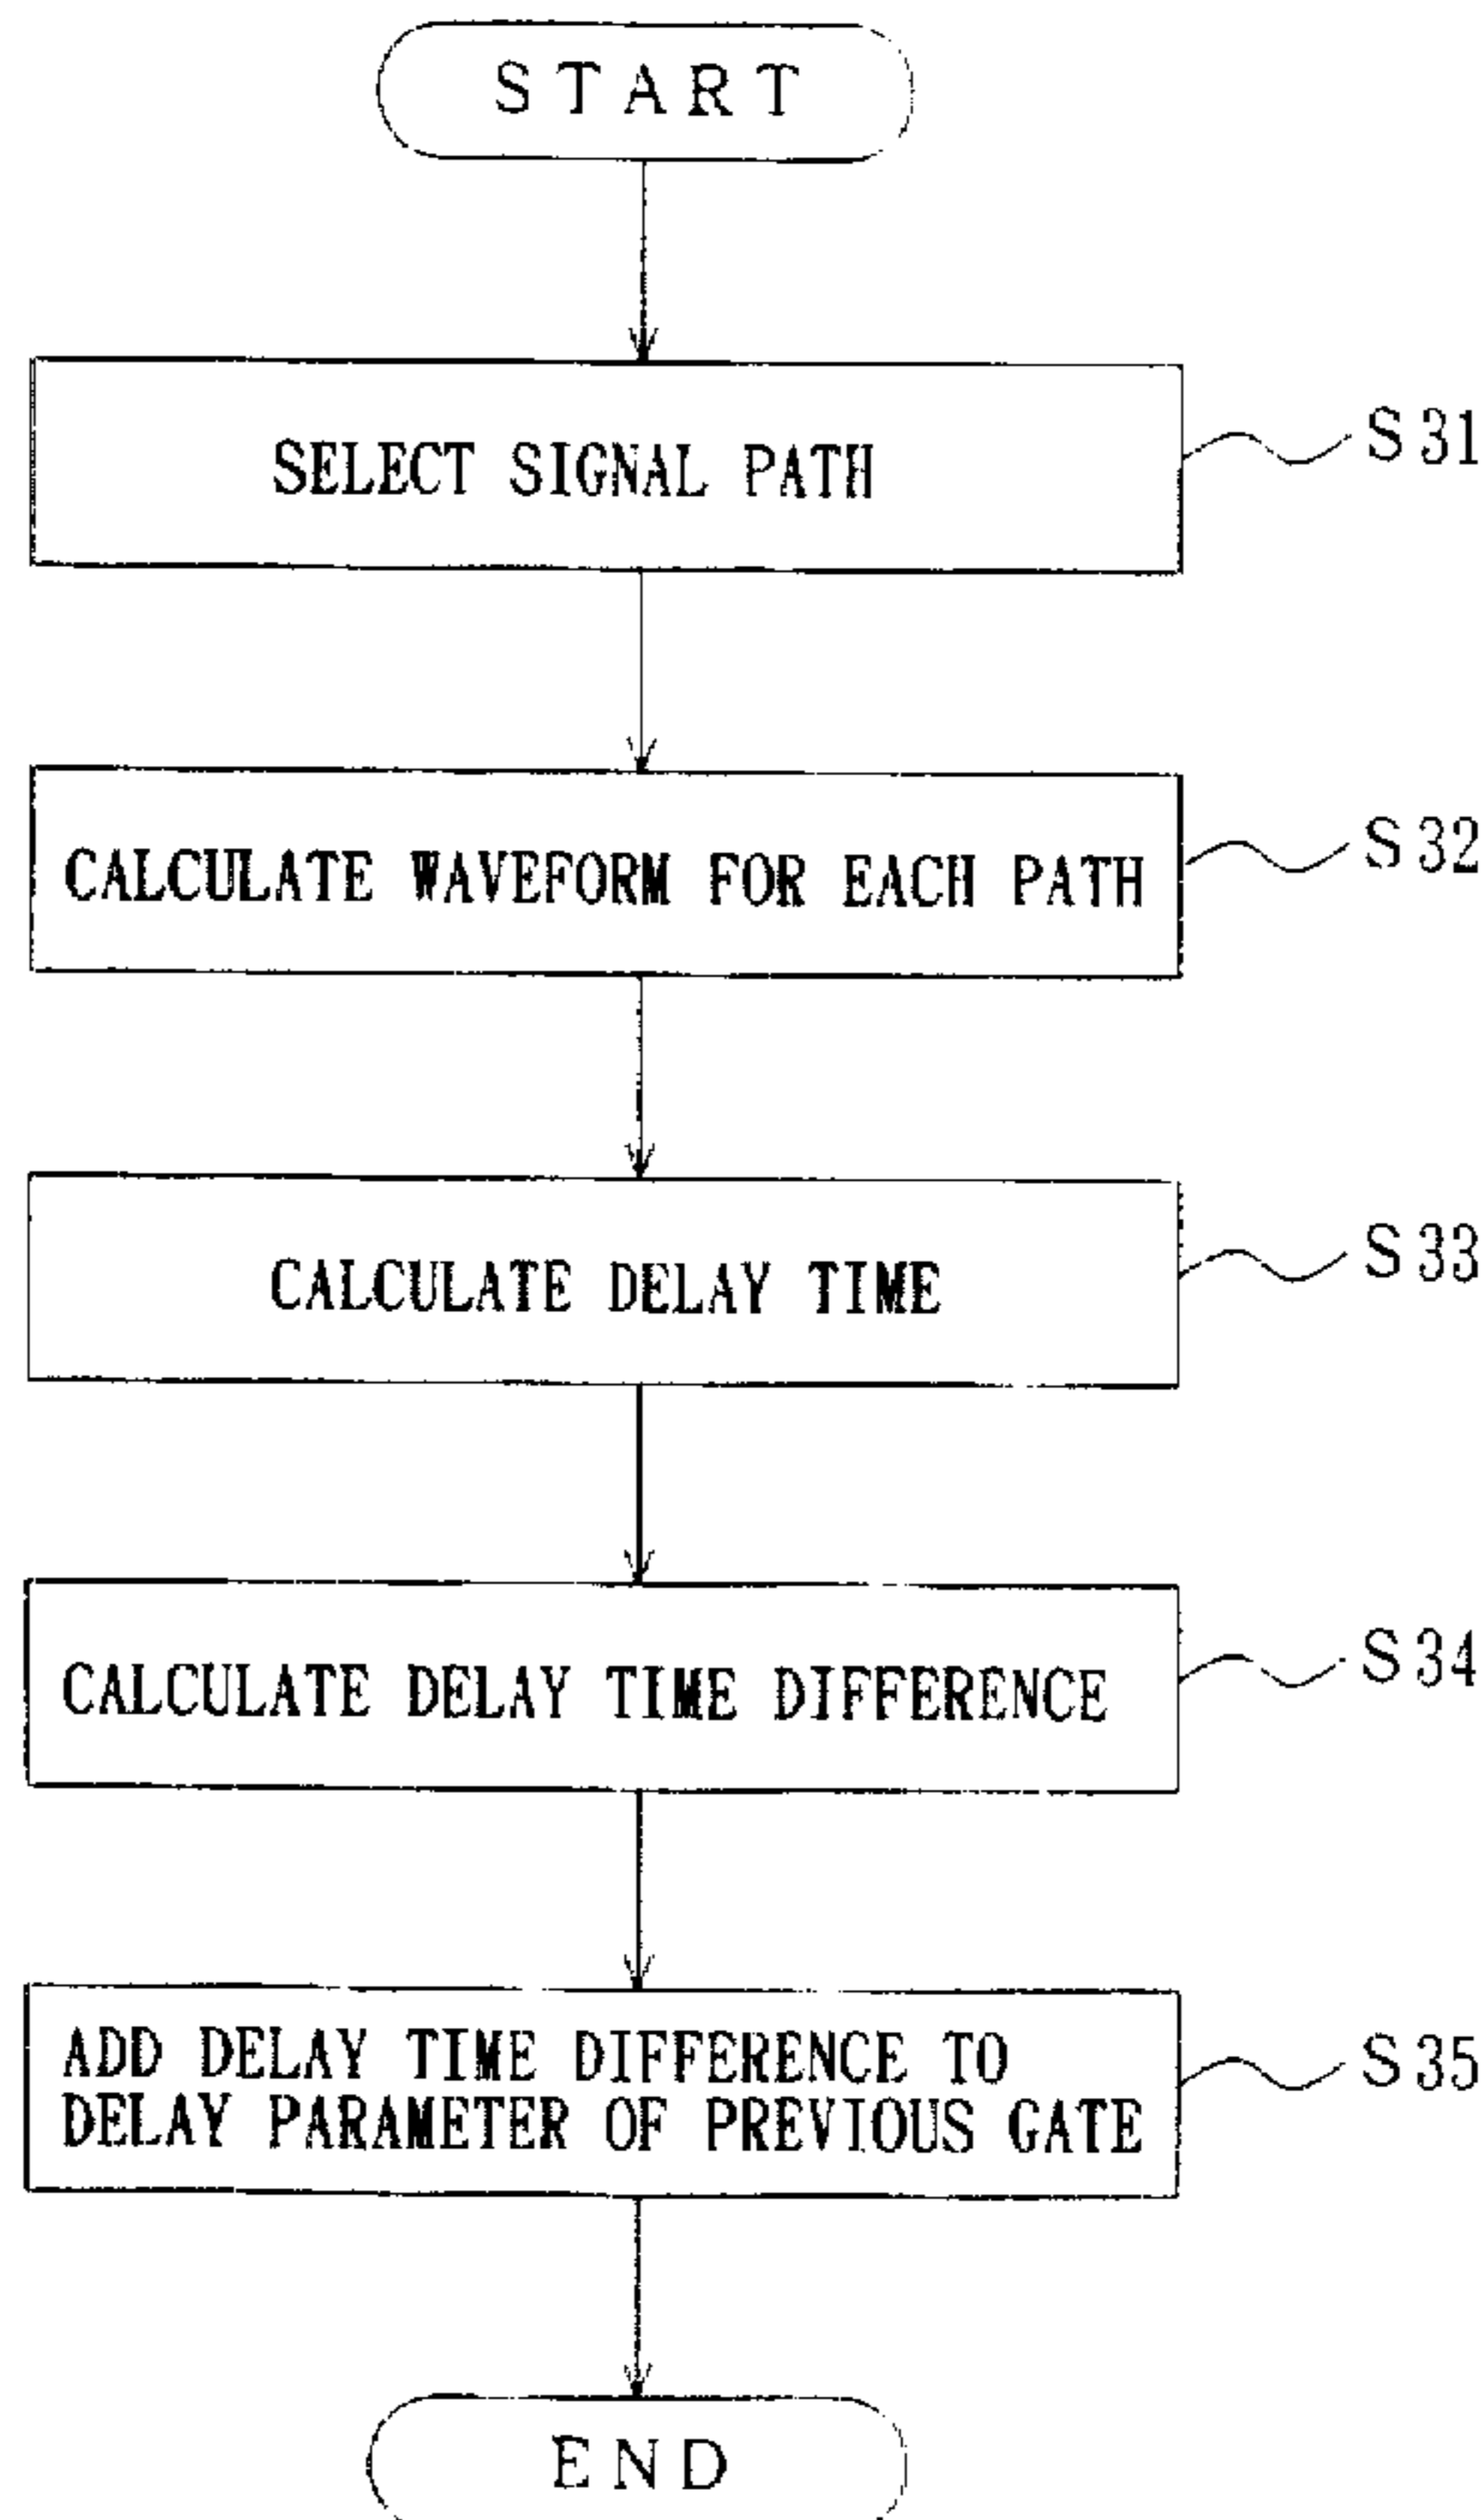 START
SELECT SIGNAL PATH
S31
CALCULATE WAVEFORM FOR EACH PATH
S32
CALCULATE DELAY TIME
S33
CALCULATE DELAY TIME DIFFERENCE
S34
ADD DELAY TIME DIFFERENCE TO
DELAY PARAMETER OF PREVIOUS GATE
S35
END